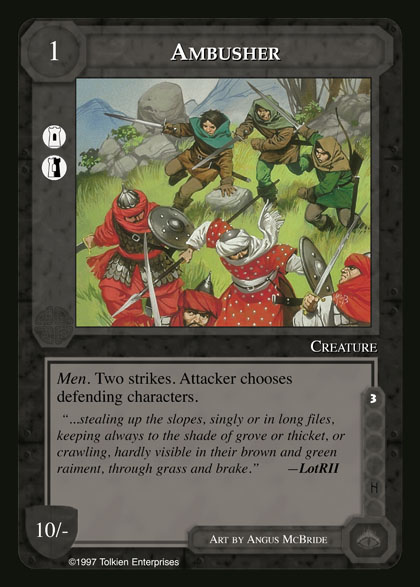 1
AMBUSHER
CREATURE
Men. Two strikes. Attacker chooses
defending characters.
“...stealing up the slopes, singly or in long files,
keeping always to the shade of grove or thicket, or
crawling, hardly visible in their brown and green
raiment, through grass and brake.” —LotRII
3
10/-
ART BY ANGUS MCBRIDE
©1997 Tolkien Enterprises